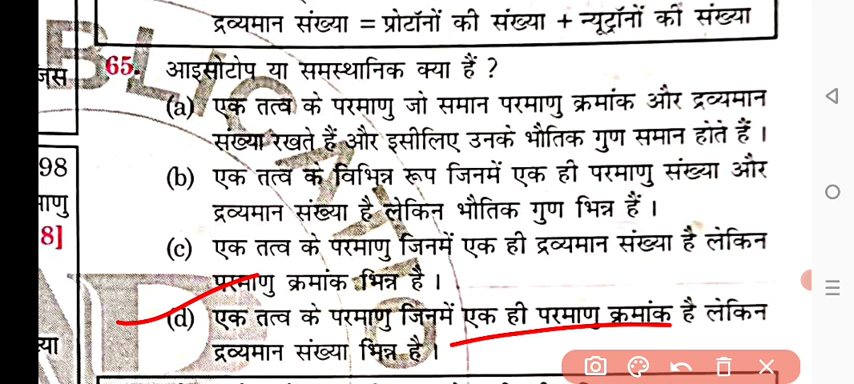 द्रव्यमान संख्या = प्रोटॉनों की संख्या + न्यूट्रॉनों की संख्या
65. आइसोटोप या समस्थानिक क्या हैं ?
(a) एक तत्व के परमाणु जो समान परमाणु क्रमांक और द्रव्यमान
संख्या रखते हैं और इसीलिए उनके भौतिक गुण समान होते हैं ।
(b) एक तत्व के विभिन्न रूप जिनमें एक ही परमाणु संख्या और
द्रव्यमान संख्या है लेकिन भौतिक गुण भिन्न हैं ।
(c) एक तत्व के परमाणु जिनमें एक ही द्रव्यमान संख्या है लेकिन
परमाणु क्रमांक भिन्न है ।
(d) एक तत्व के परमाणु जिनमें एक ही परमाणु क्रमांक है लेकिन
द्रव्यमान संख्या भिन्न है ।
98
8]